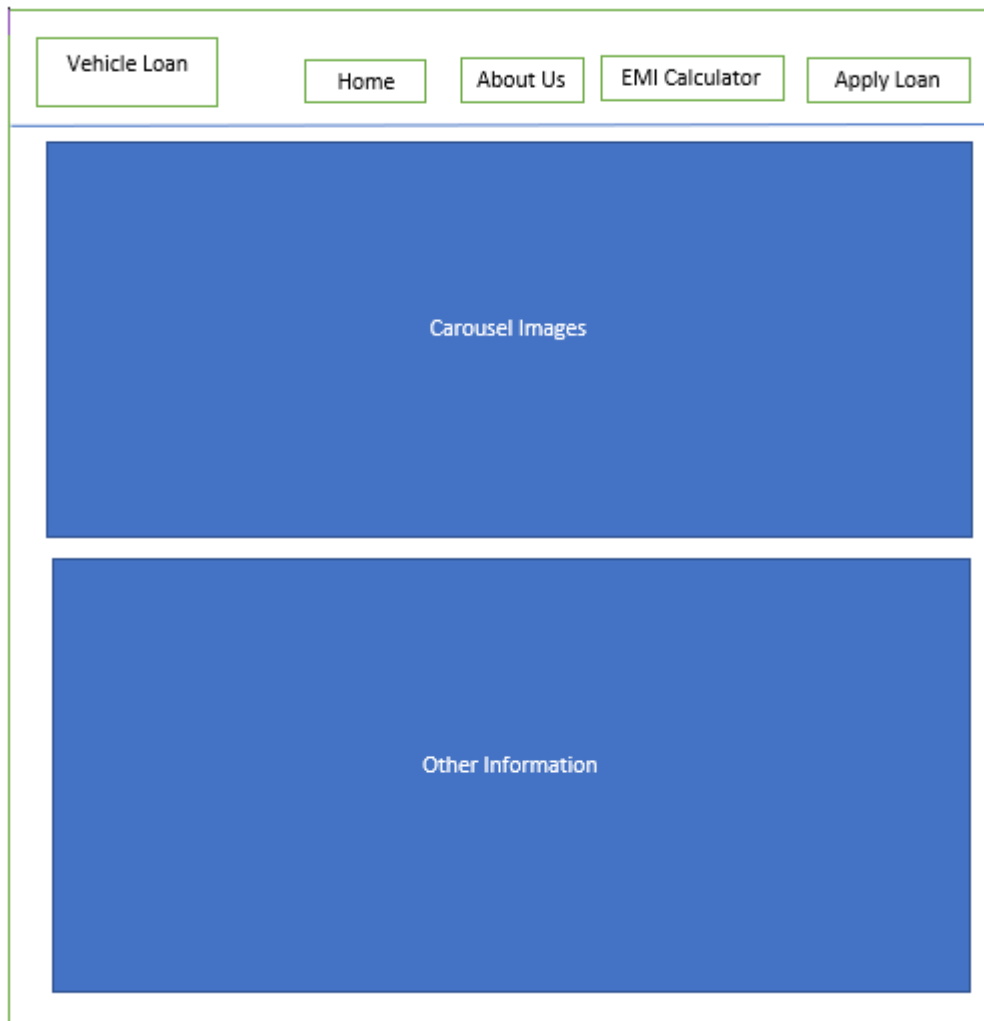 Vehicle Loan
Home
About Us
EMI Calculator
Apply Loan
Carousel Images
Other Information